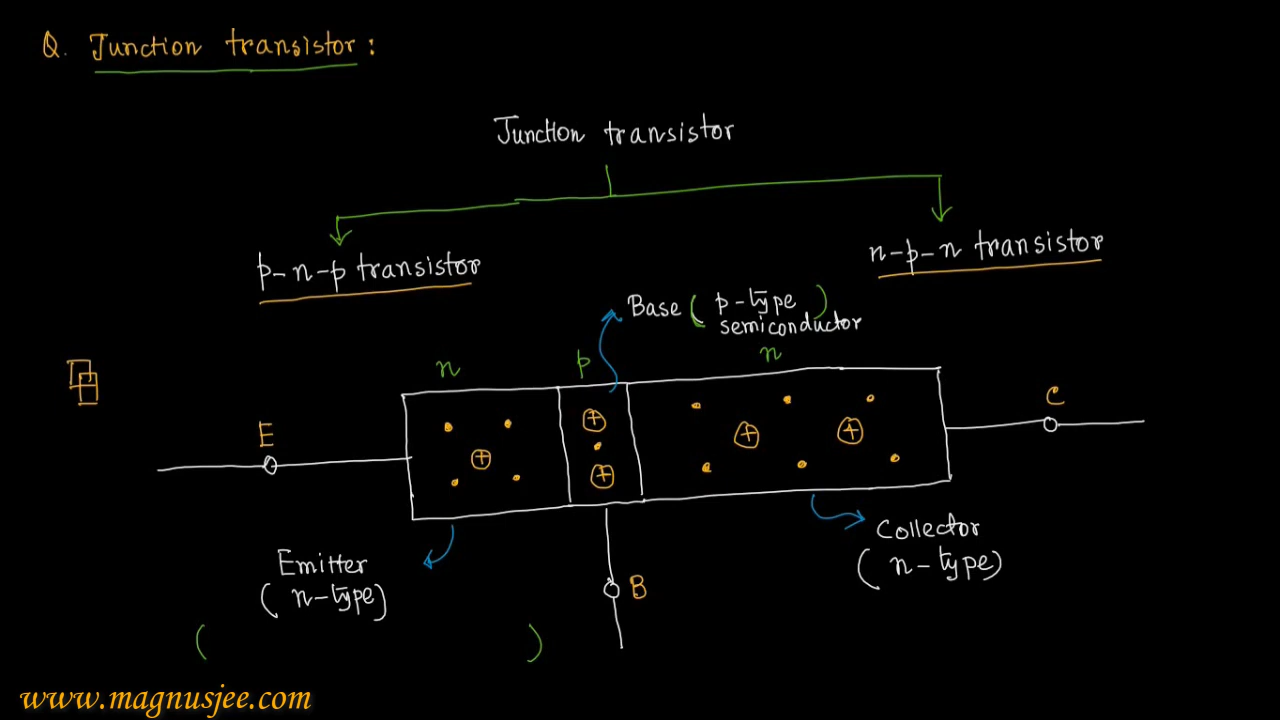 Q. Junction transistor :
Junction transistor
p-n-p transistor
n-p-n transistor
Base ( p-type )
semiconductor
n
p
n
E
C
+
+
+
+
+
Emitter
( n-type)
Collector
( n-type)
B
( )
www.magnusjee.com